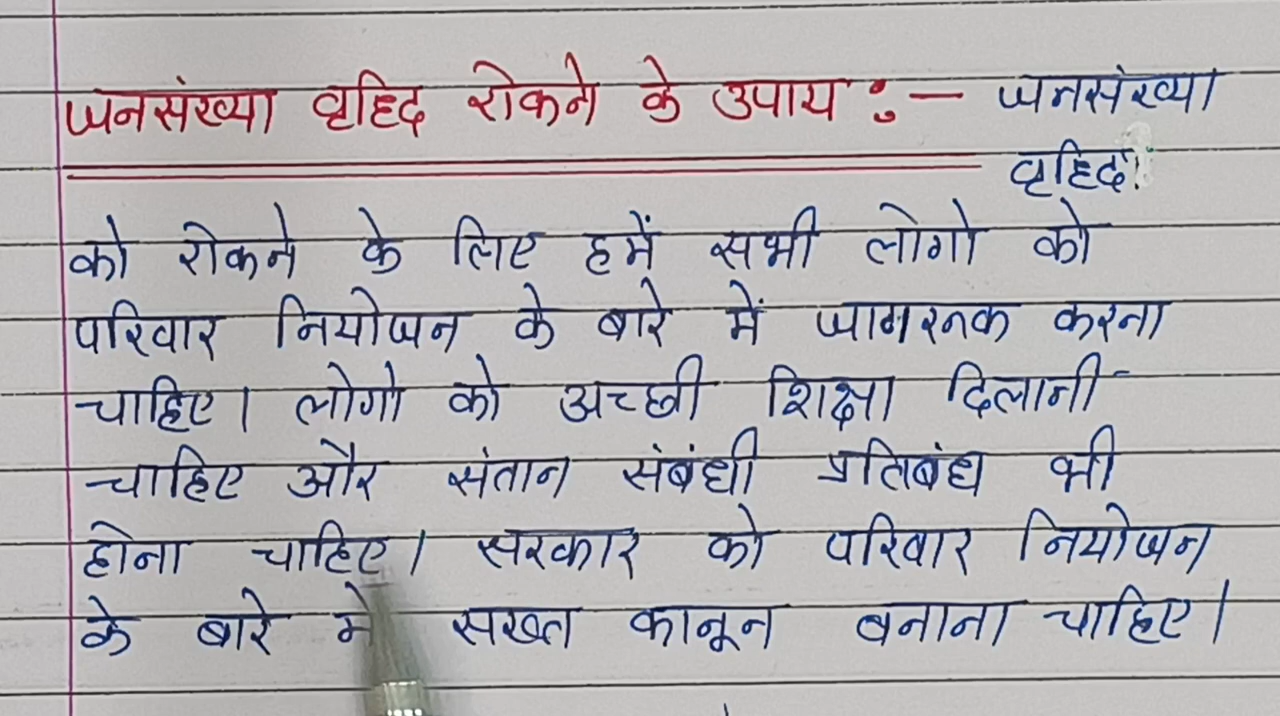 जनसंख्या वृद्धि रोकने के उपाय :- जनसंख्या
वृद्धि
को रोकने के लिए हमें सभी लोगो को
परिवार नियोजन के बारे में जागरूक करना
चाहिए। लोगो को अच्छी शिक्षा दिलानी
चाहिए और संतान संबंधी प्रतिबंध भी
होना चाहिए। सरकार को परिवार नियोजन
के बारे मे सख्त कानून बनाना चाहिए।